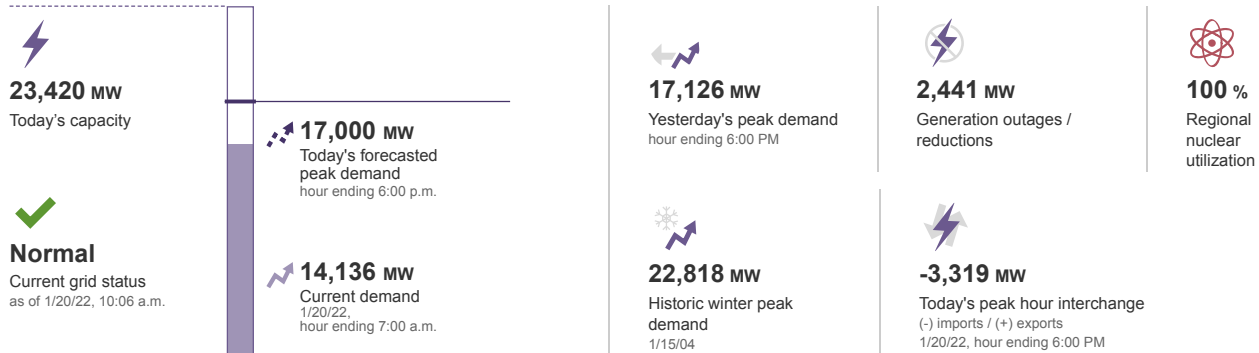 23,420 MW
Today's capacity
Normal
Current grid status
as of 1/20/22, 10:06 a.m.
17,000 MW
Today's forecasted
peak demand
hour ending 6:00 p.m.
14,136 MW
Current demand
1/20/22,
hour ending 7:00 a.m.
17,126 MW
Yesterday's peak demand
hour ending 6:00 PM
2,441 MW
Generation outages /
reductions
100 %
Regional
nuclear
utilization
22,818 MW
Historic winter peak
demand
1/15/04
-3,319 MW
Today's peak hour interchange
(-) imports / (+) exports
1/20/22, hour ending 6:00 PM